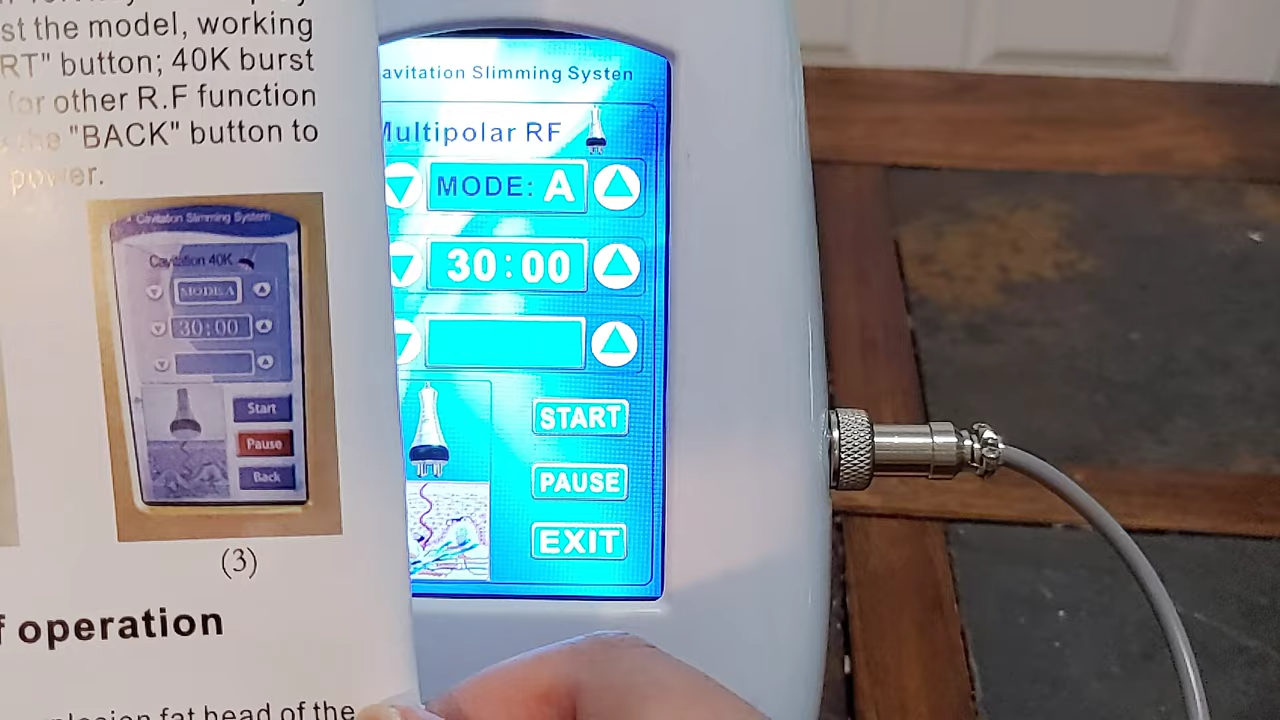 st the model, working
RT" button; 40K burst
for other R.F function
the "BACK" button to
power.
Cavitation Slimming System
Cavitation 40K
MODE A
30:00
Start
Pause
Back
(3)
f operation
plosion fat head of the
avitation Slimming System
Multipolar RF
MODE: A
30:00
START
PAUSE
EXIT